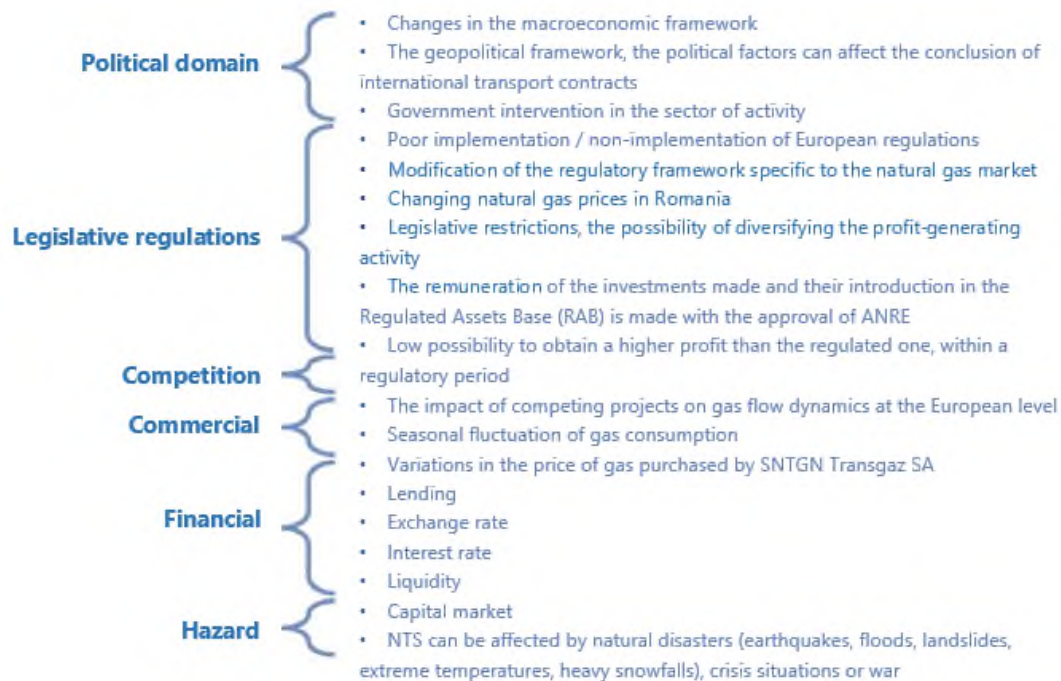 Political domain
• Changes in the macroeconomic framework
• The geopolitical framework, the political factors can affect the conclusion of
international transport contracts
• Government intervention in the sector of activity
Legislative regulations
• Poor implementation / non-implementation of European regulations
• Modification of the regulatory framework specific to the natural gas market
• Changing natural gas prices in Romania
• Legislative restrictions, the possibility of diversifying the profit-generating
activity
• The remuneration of the investments made and their introduction in the
Regulated Assets Base (RAB) is made with the approval of ANRE
Competition
• Low possibility to obtain a higher profit than the regulated one, within a
regulatory period
Commercial
• The impact of competing projects on gas flow dynamics at the European level
• Seasonal fluctuation of gas consumption
Financial
• Variations in the price of gas purchased by SNTGN Transgaz SA
• Lending
• Exchange rate
• Interest rate
• Liquidity
Hazard
• Capital market
• NTS can be affected by natural disasters (earthquakes, floods, landslides,
extreme temperatures, heavy snowfalls), crisis situations or war